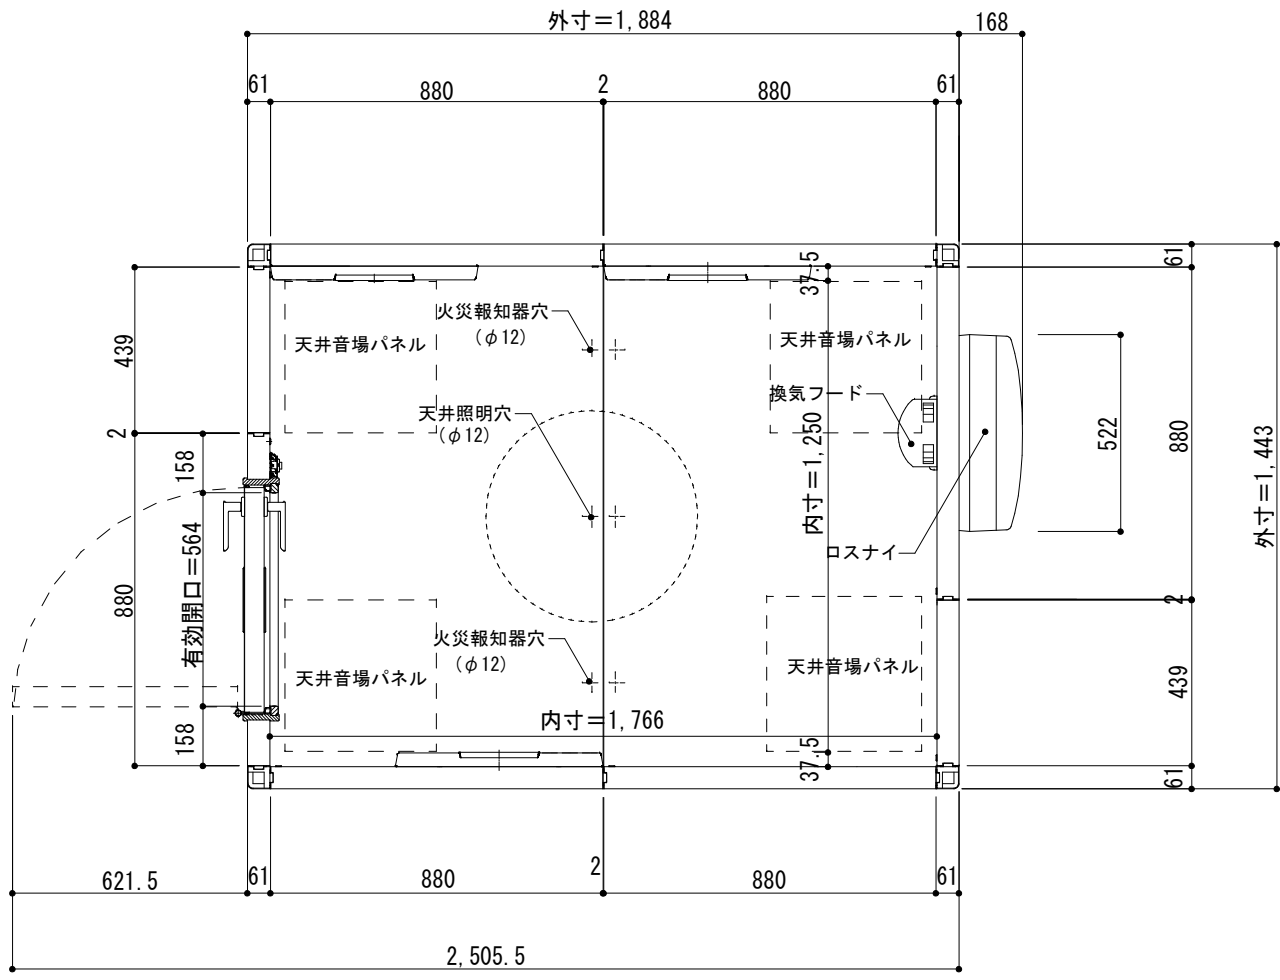 外寸＝1,884
168
61
880
2
880
61
37.5
61
火災報知器穴
（φ12）
天井音場パネル
天井音場パネル
439
換気フード
天井照明穴
（φ12）
2
158
内寸＝1,250
522
880
外寸＝1,443
有効開口＝564
ロスナイ
880
2
火災報知器穴
（φ12）
天井音場パネル
天井音場パネル
439
内寸＝1,766
158
37.5
61
621.5
61
880
2
880
61
2,505.5